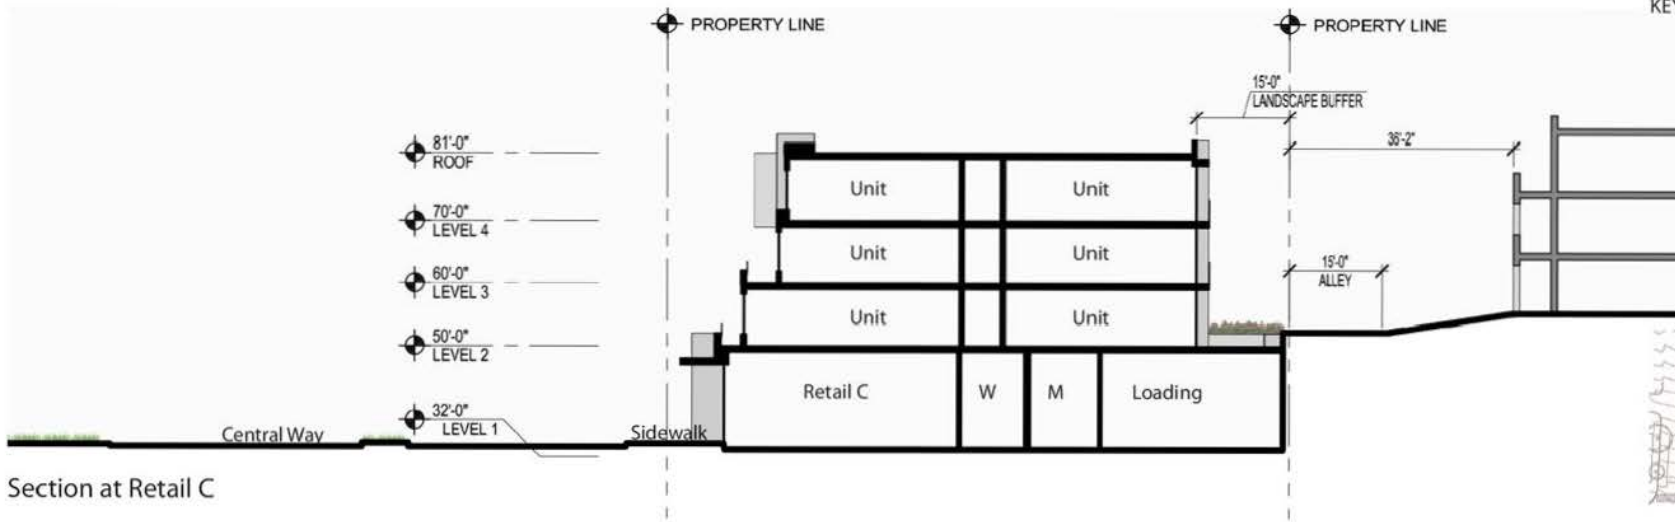 KEY
PROPERTY LINE
PROPERTY LINE
15'-0"
LANDSCAPE BUFFER
36'-2"
81'-0"
ROOF
Unit
Unit
70'-0"
LEVEL 4
Unit
Unit
60'-0"
LEVEL 3
15'-0"
ALLEY
Unit
Unit
50'-0"
LEVEL 2
Retail C
W
M
Loading
32'-0"
LEVEL 1
Central Way
Sidewalk
Section at Retail C